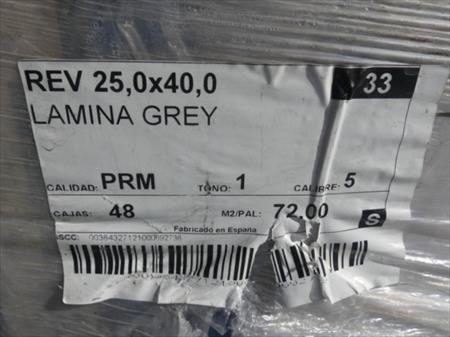 REV 25,0x40,0 33
LAMINA GREY
CALIDAD: PRM TONO: 1 CALIBRE: 5
CAJAS: 48 M2/PAL: 72,00 S
Fabricado en España
SSCC: